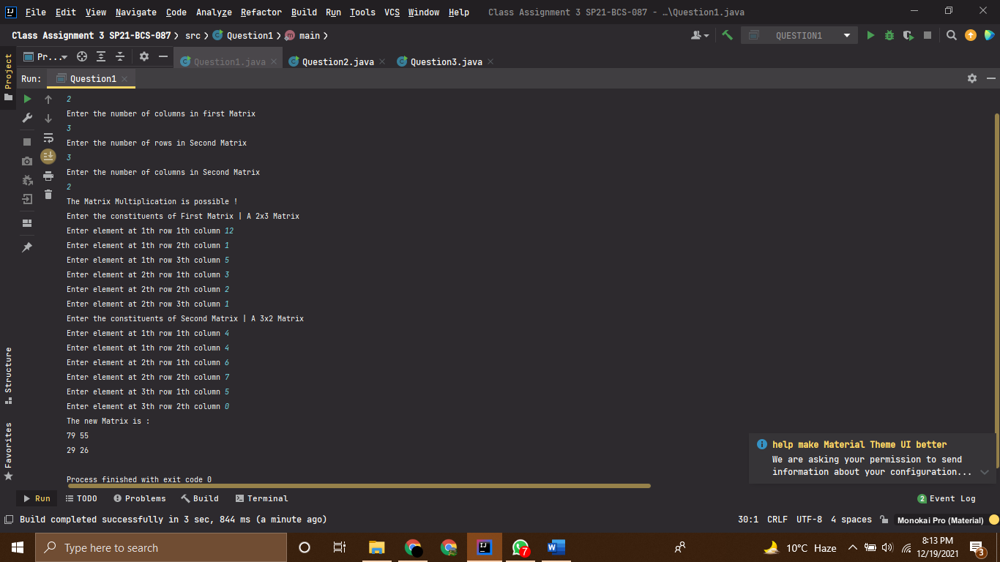 File Edit View Navigate Code Analyze Refactor Build Run Tools VCS Window Help Class Assignment 3 SP21-BCS-087 - …\Question1.java
Class Assignment 3 SP21-BCS-087 src Question1 main QUESTION1
Project
Pr... Question1.java Question2.java Question3.java
Run: Question1
2
Enter the number of columns in first Matrix
3
Enter the number of rows in Second Matrix
3
Enter the number of columns in Second Matrix
2
The Matrix Multiplication is possible !
Enter the constituents of First Matrix | A 2x3 Matrix
Enter element at 1th row 1th column 12
Enter element at 1th row 2th column 1
Enter element at 1th row 3th column 5
Enter element at 2th row 1th column 3
Enter element at 2th row 2th column 2
Enter element at 2th row 3th column 1
Enter the constituents of Second Matrix | A 3x2 Matrix
Enter element at 1th row 1th column 4
Enter element at 1th row 2th column 4
Enter element at 2th row 1th column 6
Enter element at 2th row 2th column 7
Enter element at 3th row 1th column 5
Enter element at 3th row 2th column 0
The new Matrix is :
79 55
29 26
Process finished with exit code 0
Structure
Favorites
help make Material Theme UI better
We are asking your permission to send
information about your configuration...
Run TODO Problems Build Terminal 2 Event Log
Build completed successfully in 3 sec, 844 ms (a minute ago) 30:1 CRLF UTF-8 4 spaces Monokai Pro (Material)
Type here to search 7 10°C Haze 8:13 PM
12/19/2021 3